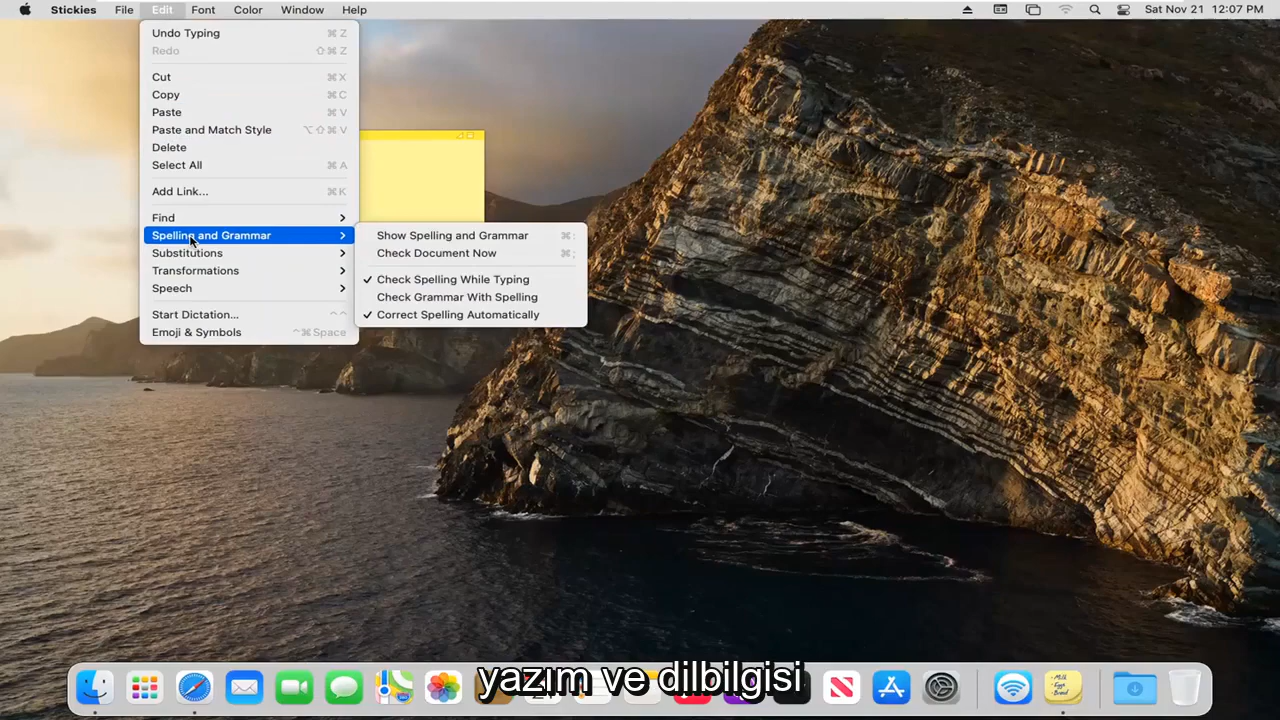 Stickies File Edit Font Color Window Help Sat Nov 21 12:07 PM
Undo Typing ⌘ Z
Redo ⇧⌘ Z
Cut ⌘ X
Copy ⌘ C
Paste ⌘ V
Paste and Match Style ⌥⇧⌘ V
Delete
Select All ⌘ A
Add Link... ⌘ K
Find
Spelling and Grammar
Substitutions
Transformations
Speech
Start Dictation... ^^
Emoji & Symbols ^⌘ Space
Show Spelling and Grammar ⌘ :
Check Document Now ⌘ ;
✓ Check Spelling While Typing
Check Grammar With Spelling
✓ Correct Spelling Automatically
yazım ve dilbilgisi